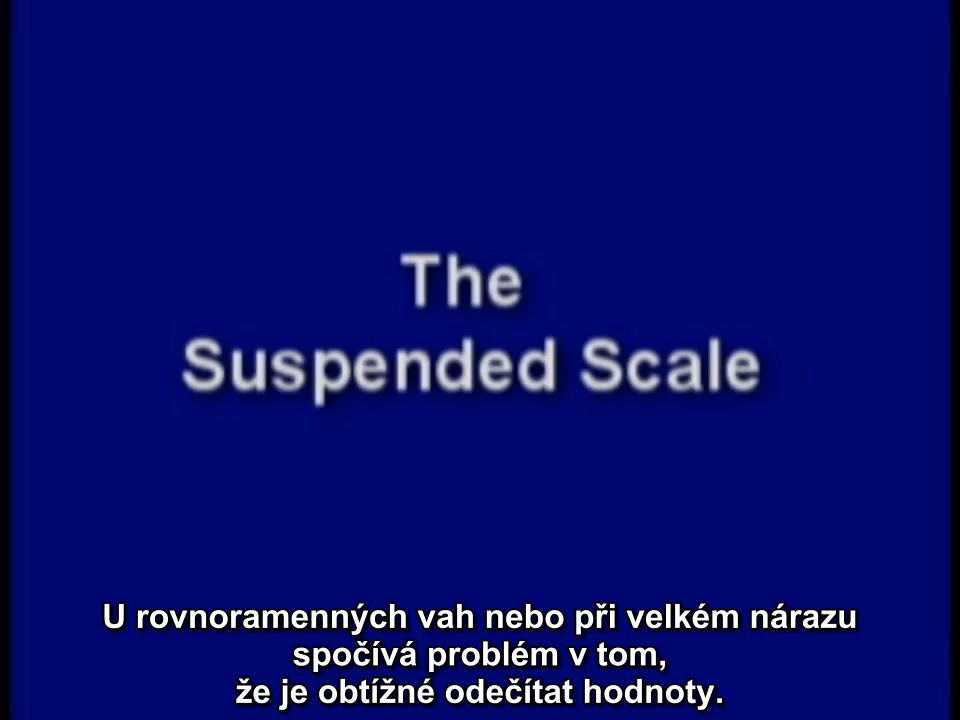 The
Suspended Scale
U rovnoramenných vah nebo při velkém nárazu
spočívá problém v tom,
že je obtížné odečítat hodnoty.